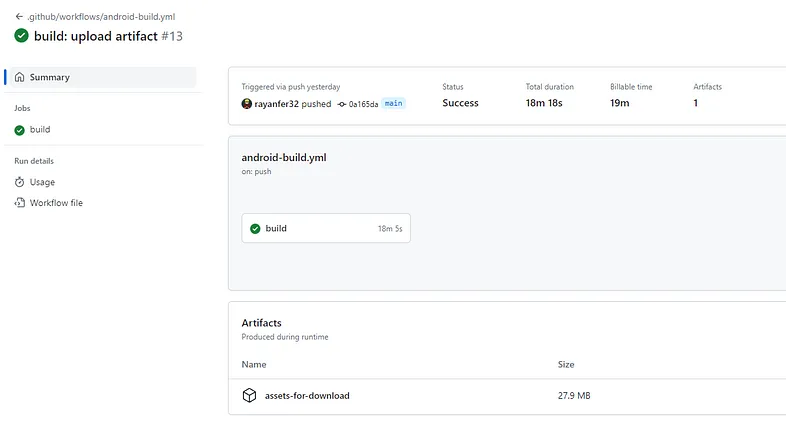 .github/workflows/android-build.yml
build: upload artifact #13
Summary
Jobs
build
Run details
Usage
Workflow file
Triggered via push yesterday
rayanfer32 pushed 0a165da main
Status
Success
Total duration
18m 18s
Billable time
19m
Artifacts
1
android-build.yml
on: push
build 18m 5s
Artifacts
Produced during runtime
Name Size
assets-for-download 27.9 MB